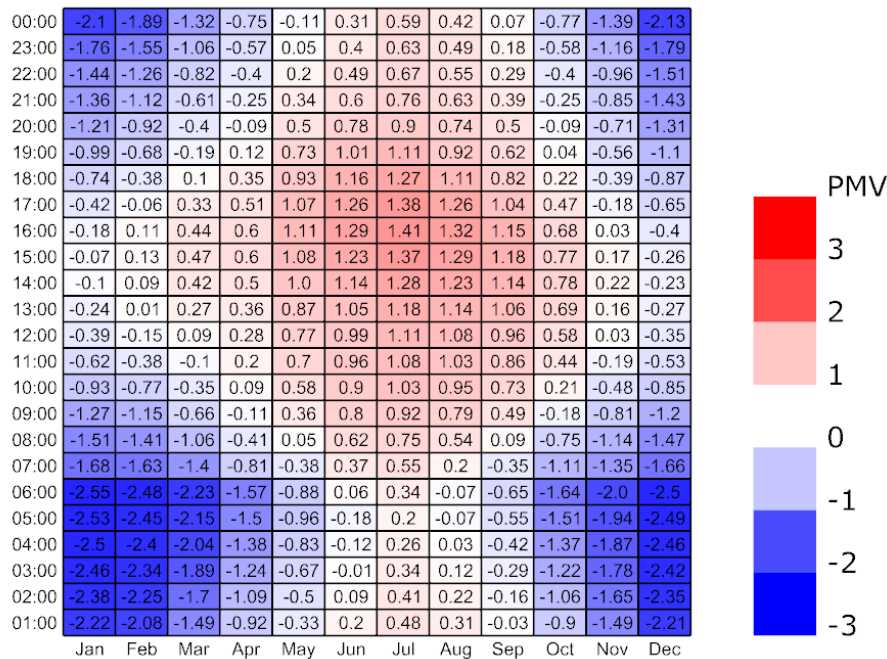 00:00 -2.1 -1.89 -1.32 -0.75 -0.11 0.31 0.59 0.42 0.07 -0.77 -1.39 -2.13
23:00 -1.76 -1.55 -1.06 -0.57 0.05 0.4 0.63 0.49 0.18 -0.58 -1.16 -1.79
22:00 -1.44 -1.26 -0.82 -0.4 0.2 0.49 0.67 0.55 0.29 -0.4 -0.96 -1.51
21:00 -1.36 -1.12 -0.61 -0.25 0.34 0.6 0.76 0.63 0.39 -0.25 -0.85 -1.43
20:00 -1.21 -0.92 -0.4 -0.09 0.5 0.78 0.9 0.74 0.5 -0.09 -0.71 -1.31
19:00 -0.99 -0.68 -0.19 0.12 0.73 1.01 1.11 0.92 0.62 0.04 -0.56 -1.1
18:00 -0.74 -0.38 0.1 0.35 0.93 1.16 1.27 1.11 0.82 0.22 -0.39 -0.87
17:00 -0.42 -0.06 0.33 0.51 1.07 1.26 1.38 1.26 1.04 0.47 -0.18 -0.65
16:00 -0.18 0.11 0.44 0.6 1.11 1.29 1.41 1.32 1.15 0.68 0.03 -0.4
15:00 -0.07 0.13 0.47 0.6 1.08 1.23 1.37 1.29 1.18 0.77 0.17 -0.26
14:00 -0.1 0.09 0.42 0.5 1.0 1.14 1.28 1.23 1.14 0.78 0.22 -0.23
13:00 -0.24 0.01 0.27 0.36 0.87 1.05 1.18 1.14 1.06 0.69 0.16 -0.27
12:00 -0.39 -0.15 0.09 0.28 0.77 0.99 1.11 1.08 0.96 0.58 0.03 -0.35
11:00 -0.62 -0.38 -0.1 0.2 0.7 0.96 1.08 1.03 0.86 0.44 -0.19 -0.53
10:00 -0.93 -0.77 -0.35 0.09 0.58 0.9 1.03 0.95 0.73 0.21 -0.48 -0.85
09:00 -1.27 -1.15 -0.66 -0.11 0.36 0.8 0.92 0.79 0.49 -0.18 -0.81 -1.2
08:00 -1.51 -1.41 -1.06 -0.41 0.05 0.62 0.75 0.54 0.09 -0.75 -1.14 -1.47
07:00 -1.68 -1.63 -1.4 -0.81 -0.38 0.37 0.55 0.2 -0.35 -1.11 -1.35 -1.66
06:00 -2.55 -2.48 -2.23 -1.57 -0.88 0.06 0.34 -0.07 -0.65 -1.64 -2.0 -2.5
05:00 -2.53 -2.45 -2.15 -1.5 -0.96 -0.18 0.2 -0.07 -0.55 -1.51 -1.94 -2.49
04:00 -2.5 -2.4 -2.04 -1.38 -0.83 -0.12 0.26 0.03 -0.42 -1.37 -1.87 -2.46
03:00 -2.46 -2.34 -1.89 -1.24 -0.67 -0.01 0.34 0.12 -0.29 -1.22 -1.78 -2.42
02:00 -2.38 -2.25 -1.7 -1.09 -0.5 0.09 0.41 0.22 -0.16 -1.06 -1.65 -2.35
01:00 -2.22 -2.08 -1.49 -0.92 -0.33 0.2 0.48 0.31 -0.03 -0.9 -1.49 -2.21
Jan Feb Mar Apr May Jun Jul Aug Sep Oct Nov Dec
PMV
3
2
1
0
-1
-2
-3